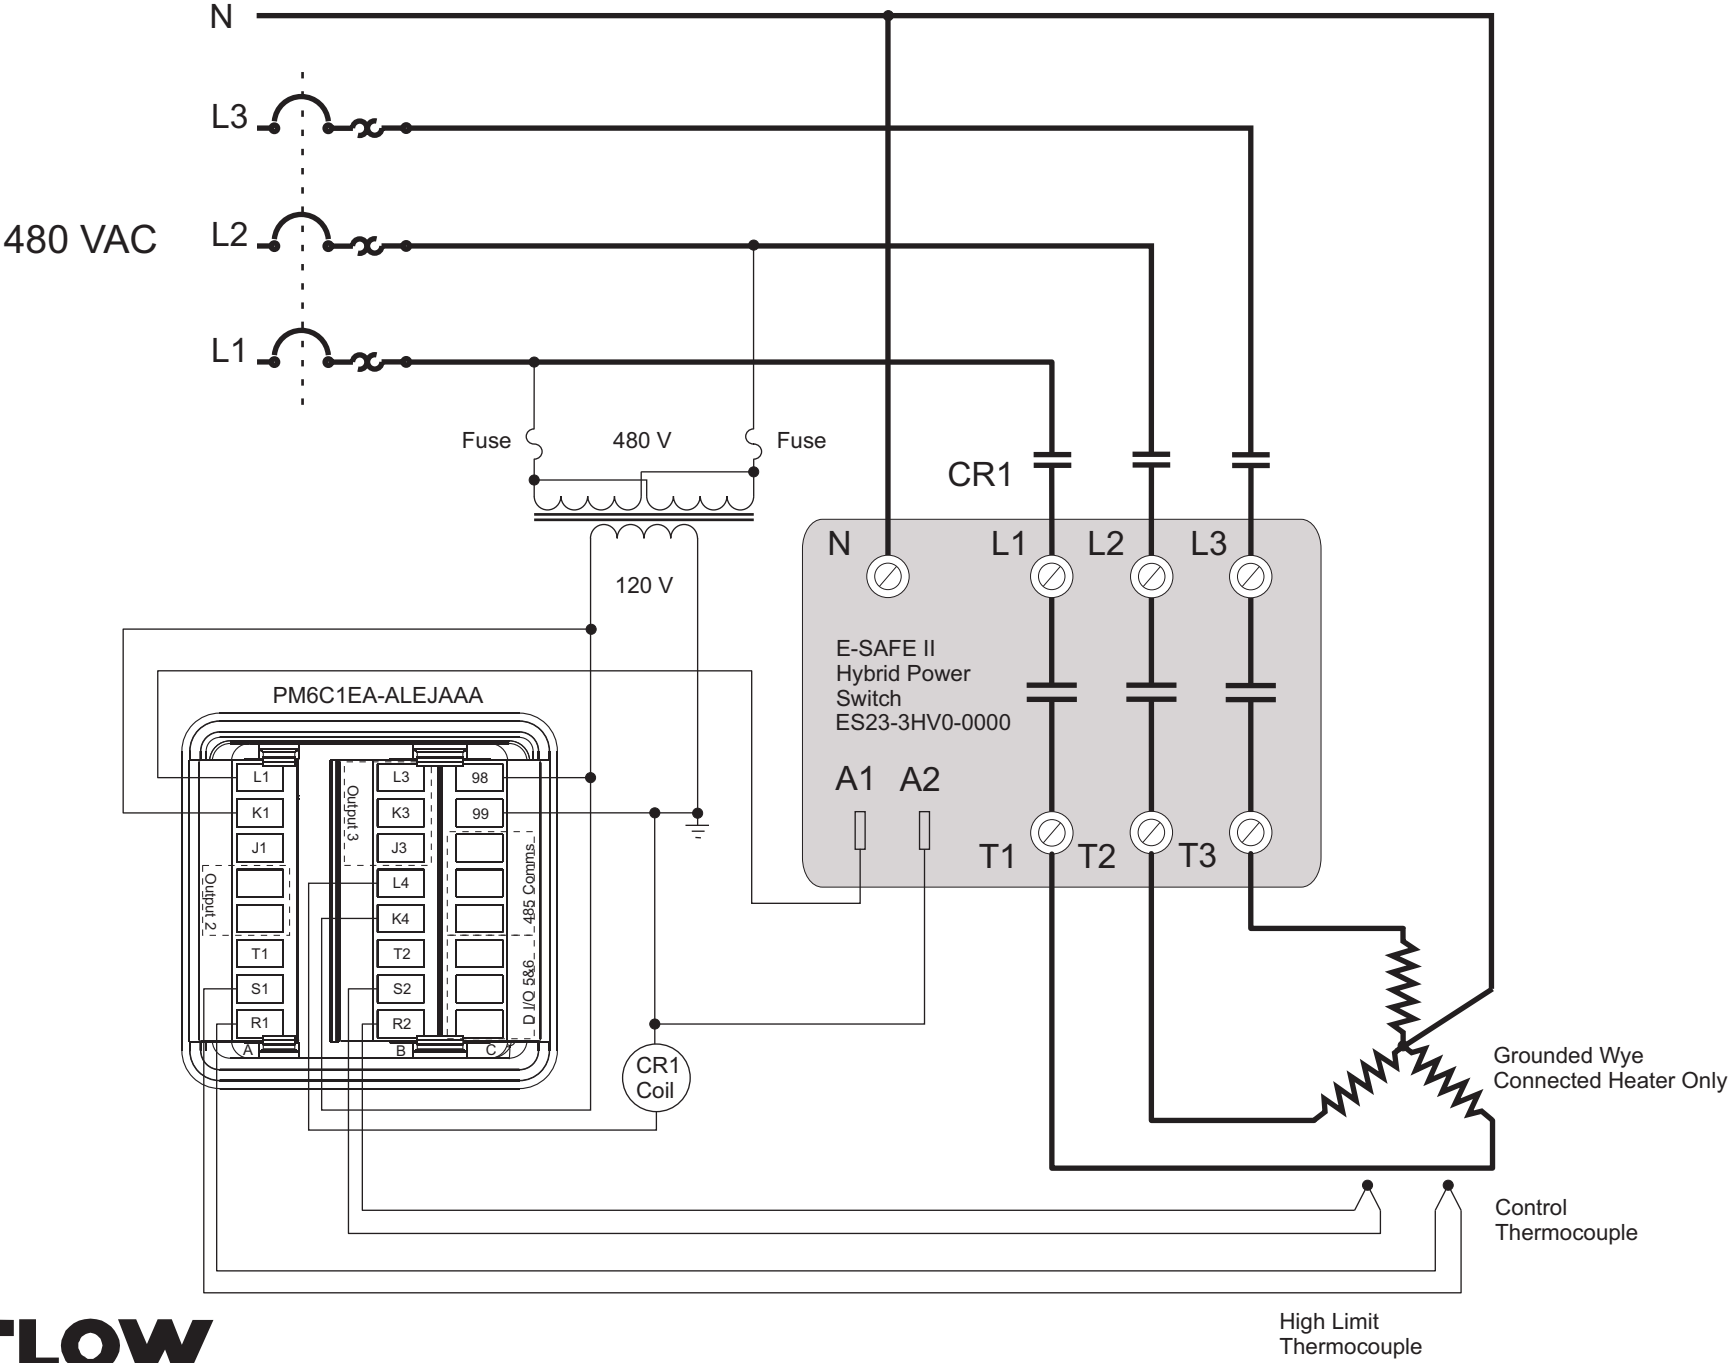 N
L3
480 VAC
L2
L1
Fuse
480 V
Fuse
CR1
120 V
N
L1
L2
L3
E-SAFE II
Hybrid Power
Switch
ES23-3HV0-0000
A1
A2
T1
T2
T3
PM6C1EA-ALEJAAA
L1
K1
J1
Output 2
T1
S1
R1
A
Output 3
L3
K3
J3
L4
K4
T2
S2
R2
B
98
99
485 Comms
D I/O 5&6
C
CR1
Coil
Grounded Wye
Connected Heater Only
Control
Thermocouple
High Limit
Thermocouple
TLOW